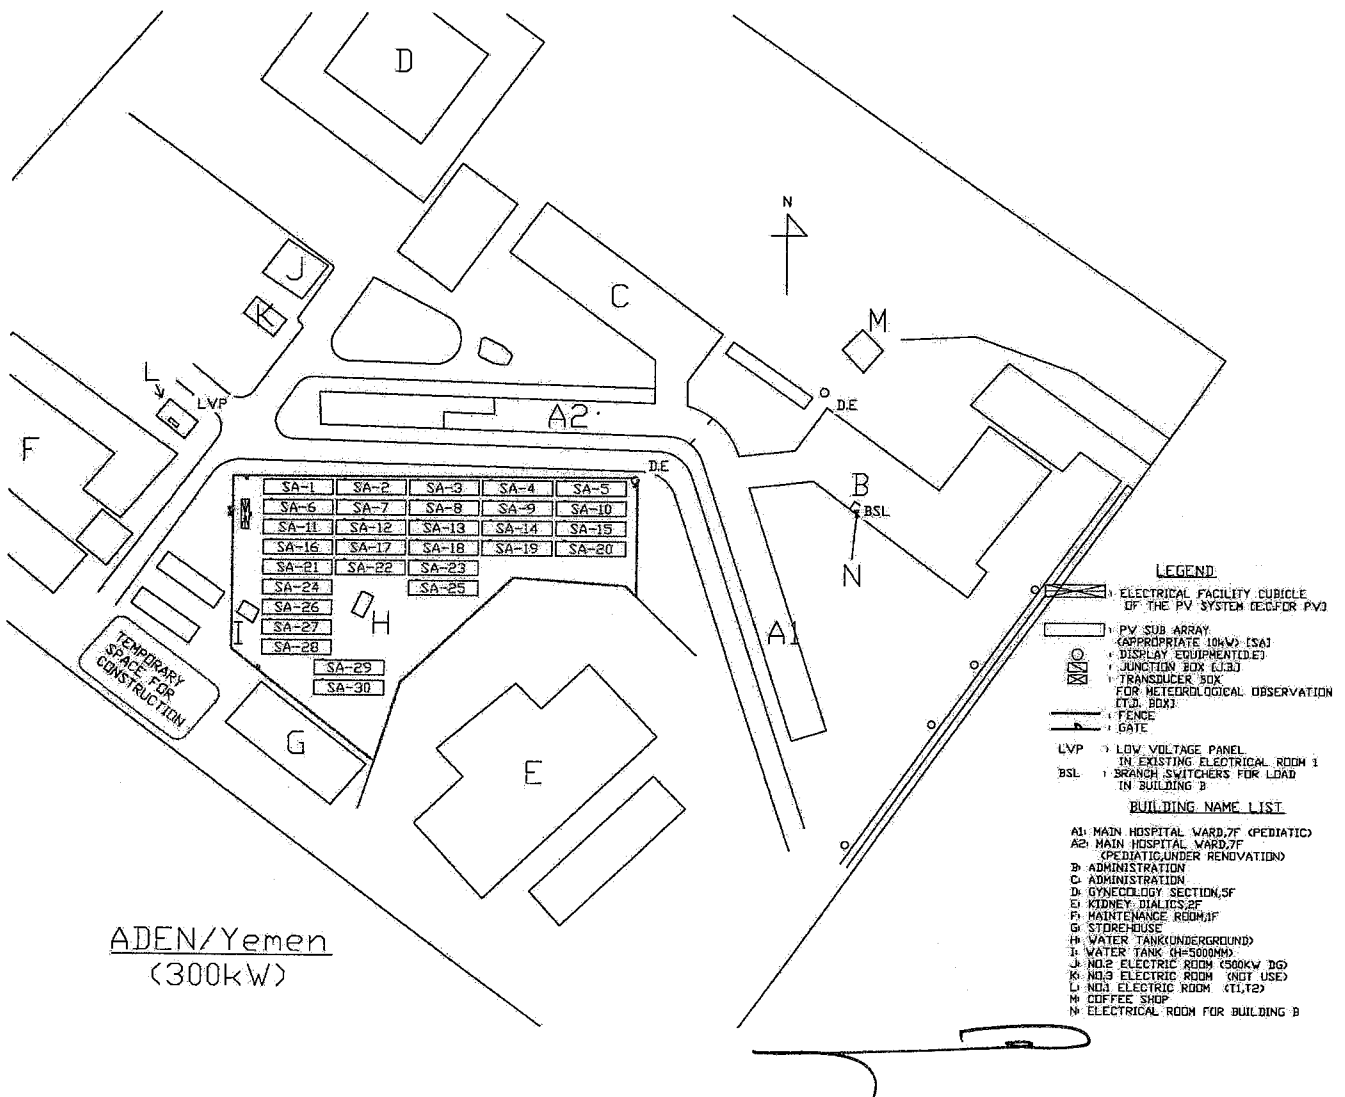 D
N
C
J
M
K
L
LVP
D.E
A2
F
D.E
B
BSL
SA-1 SA-2 SA-3 SA-4 SA-5
SA-6 SA-7 SA-8 SA-9 SA-10
SA-11 SA-12 SA-13 SA-14 SA-15
SA-16 SA-17 SA-18 SA-19 SA-20
SA-21 SA-22 SA-23
SA-24 SA-25
SA-26
SA-27
SA-28
SA-29
SA-30
N
H
I
A1
TEMPORARY
SPACE FOR
CONSTRUCTION
G
E
ADEN/Yemen
(300kW)
LEGEND
: ELECTRICAL FACILITY CUBICLE
OF THE PV SYSTEM (E.C.FOR PV)
: PV SUB ARRAY
(APPROPRIATE 10kW) [SA]
: DISPLAY EQUIPMENT[D.E]
: JUNCTION BOX [J.B.]
: TRANSDUCER BOX
FOR METEOROLOGICAL OBSERVATION
[T.D. BOX]
: FENCE
: GATE
LVP : LOW VOLTAGE PANEL
IN EXISTING ELECTRICAL ROOM 1
BSL : BRANCH SWITCHERS FOR LOAD
IN BUILDING B
BUILDING NAME LIST
A1: MAIN HOSPITAL WARD,7F (PEDIATIC)
A2: MAIN HOSPITAL WARD,7F
(PEDIATIC,UNDER RENOVATION)
B: ADMINISTRATION
C: ADMINISTRATION
D: GYNECOLOGY SECTION,5F
E: KIDNEY DIALICS,2F
F: MAINTENANCE ROOM,1F
G: STOREHOUSE
H: WATER TANK(UNDERGROUND)
I: WATER TANK (H=5000MM)
J: NO.2 ELECTRIC ROOM (500KW DG)
K: NO.3 ELECTRIC ROOM (NOT USE)
L: NO.1 ELECTRIC ROOM (T1,T2)
M: COFFEE SHOP
N: ELECTRICAL ROOM FOR BUILDING B